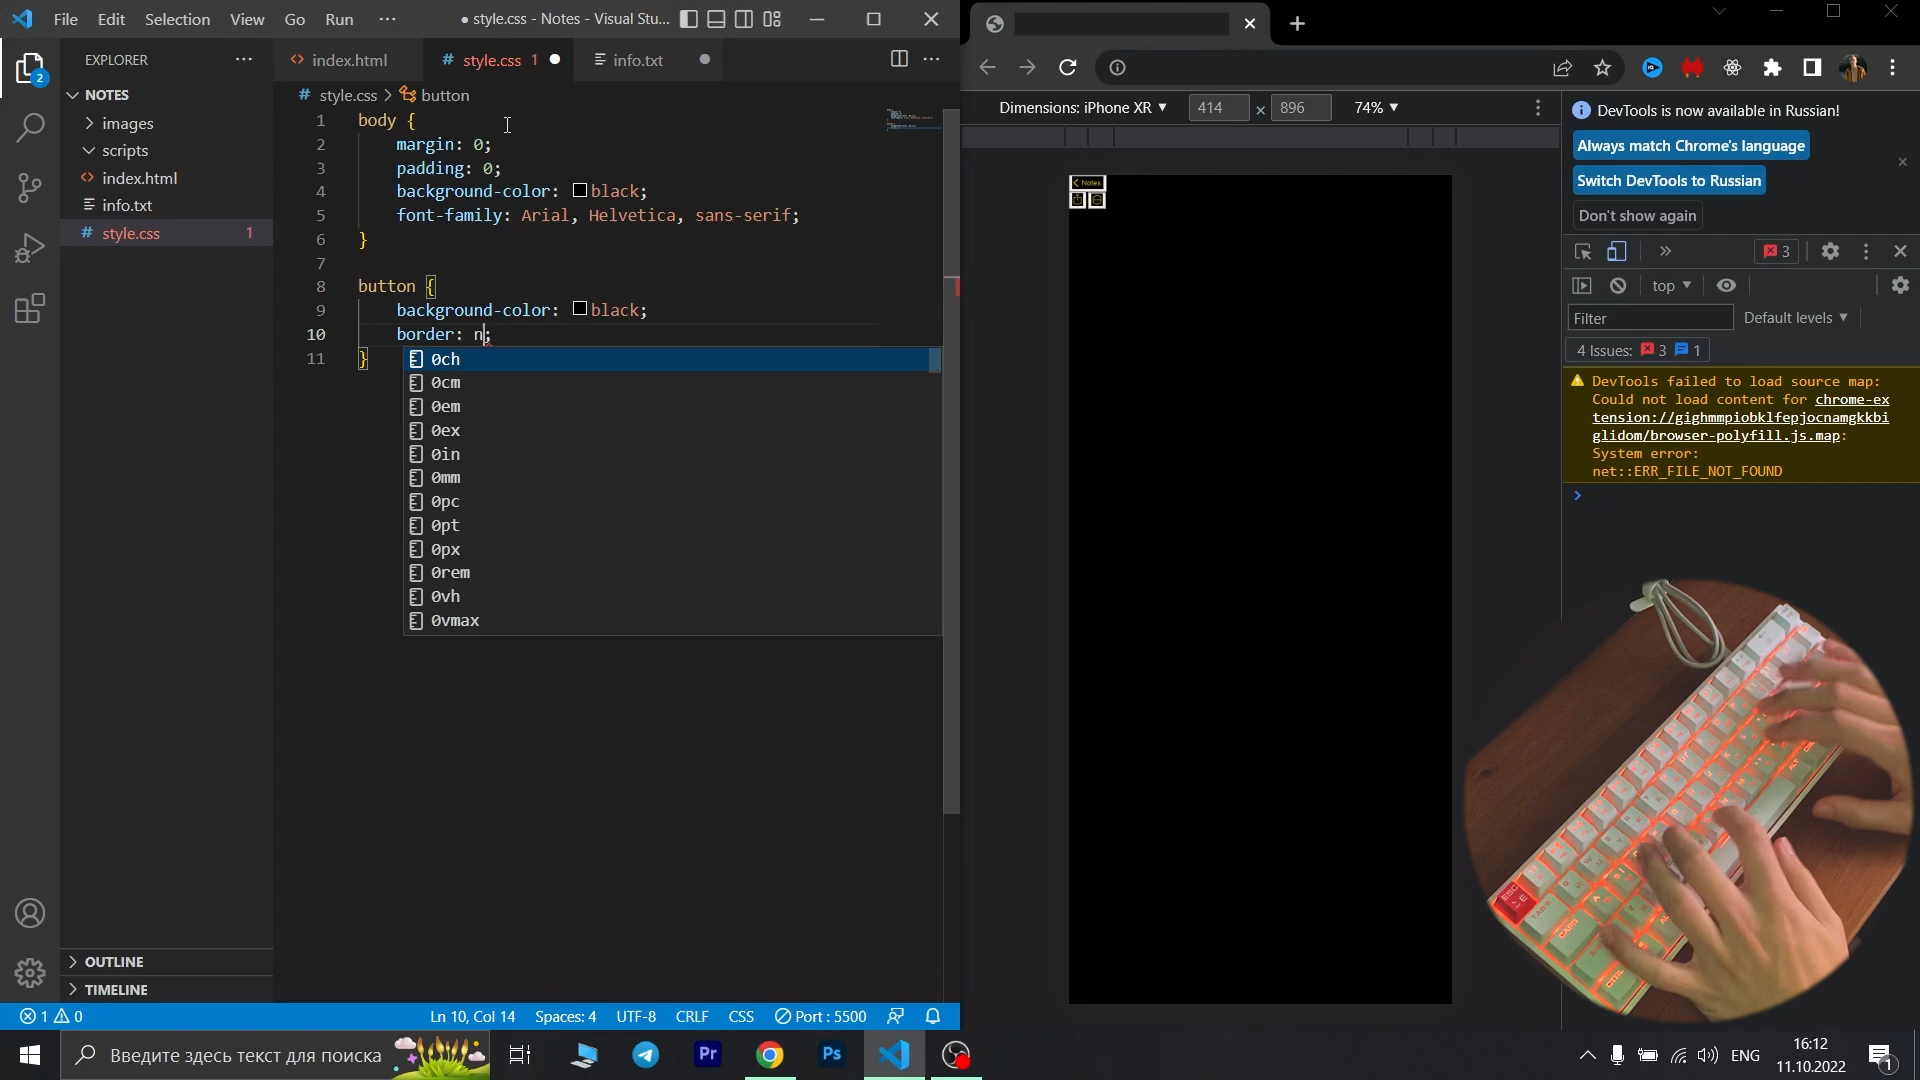 File Edit Selection View Go Run ··· ● style.css - Notes - Visual Stu...
EXPLORER ···
2
NOTES
images
scripts
index.html
info.txt
style.css 1
OUTLINE
TIMELINE
index.html
# style.css 1 ●
info.txt ●
# style.css > button
1 body {
2 margin: 0;
3 padding: 0;
4 background-color: black;
5 font-family: Arial, Helvetica, sans-serif;
6 }
7
8 button {
9 background-color: black;
10 border: n;
11 }
0ch
0cm
0em
0ex
0in
0mm
0pc
0pt
0px
0rem
0vh
0vmax
1 0 Ln 10, Col 14 Spaces: 4 UTF-8 CRLF CSS Port : 5500
Dimensions: iPhone XR ▼ 414 × 896 74% ▼
< Notes
DevTools is now available in Russian!
Always match Chrome's language
Switch DevTools to Russian
Don't show again
3
top ▼
Filter Default levels ▼
4 Issues: 3 1
DevTools failed to load source map:
Could not load content for chrome-ex
tension://gighmmpiobklfepjocnamgkkbi
glidom/browser-polyfill.js.map:
System error:
net::ERR_FILE_NOT_FOUND
ESC
TAB
CAPS
CTRL
ALT
Введите здесь текст для поиска
Pr
Ps
ENG
16:12
11.10.2022
1